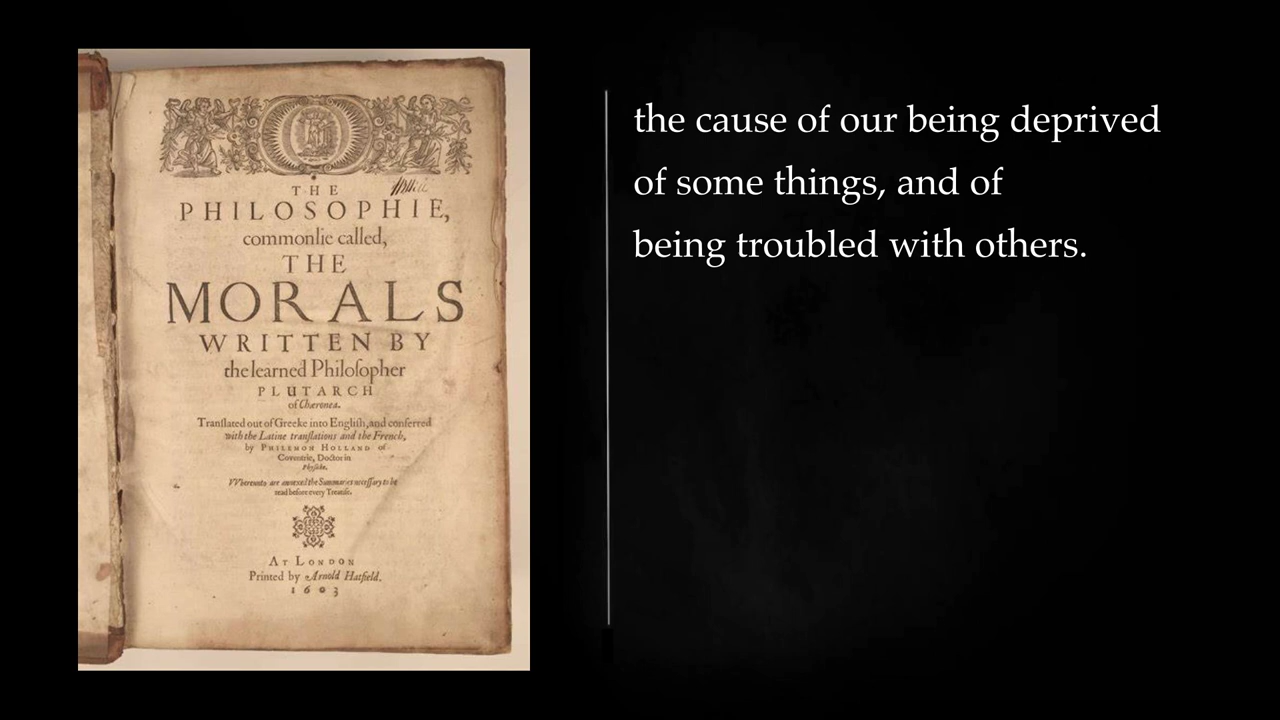 THE
PHILOSOPHIE,
commonlie called,
THE
MORALS
WRITTEN BY
the learned Philoſopher
PLUTARCH
of Chæronea.
Tranſlated out of Greeke into Engliſh, and conferred
with the Latine tranſlations and the French,
by PHILEMON HOLLAND of
Coventrie, Doctor in
Phyſicke.
VVhereunto are annexed the Summaries neceſſary to be
read before every Treatiſe.
AT LONDON
Printed by Arnold Hatfield.
1603
the cause of our being deprived
of some things, and of
being troubled with others.